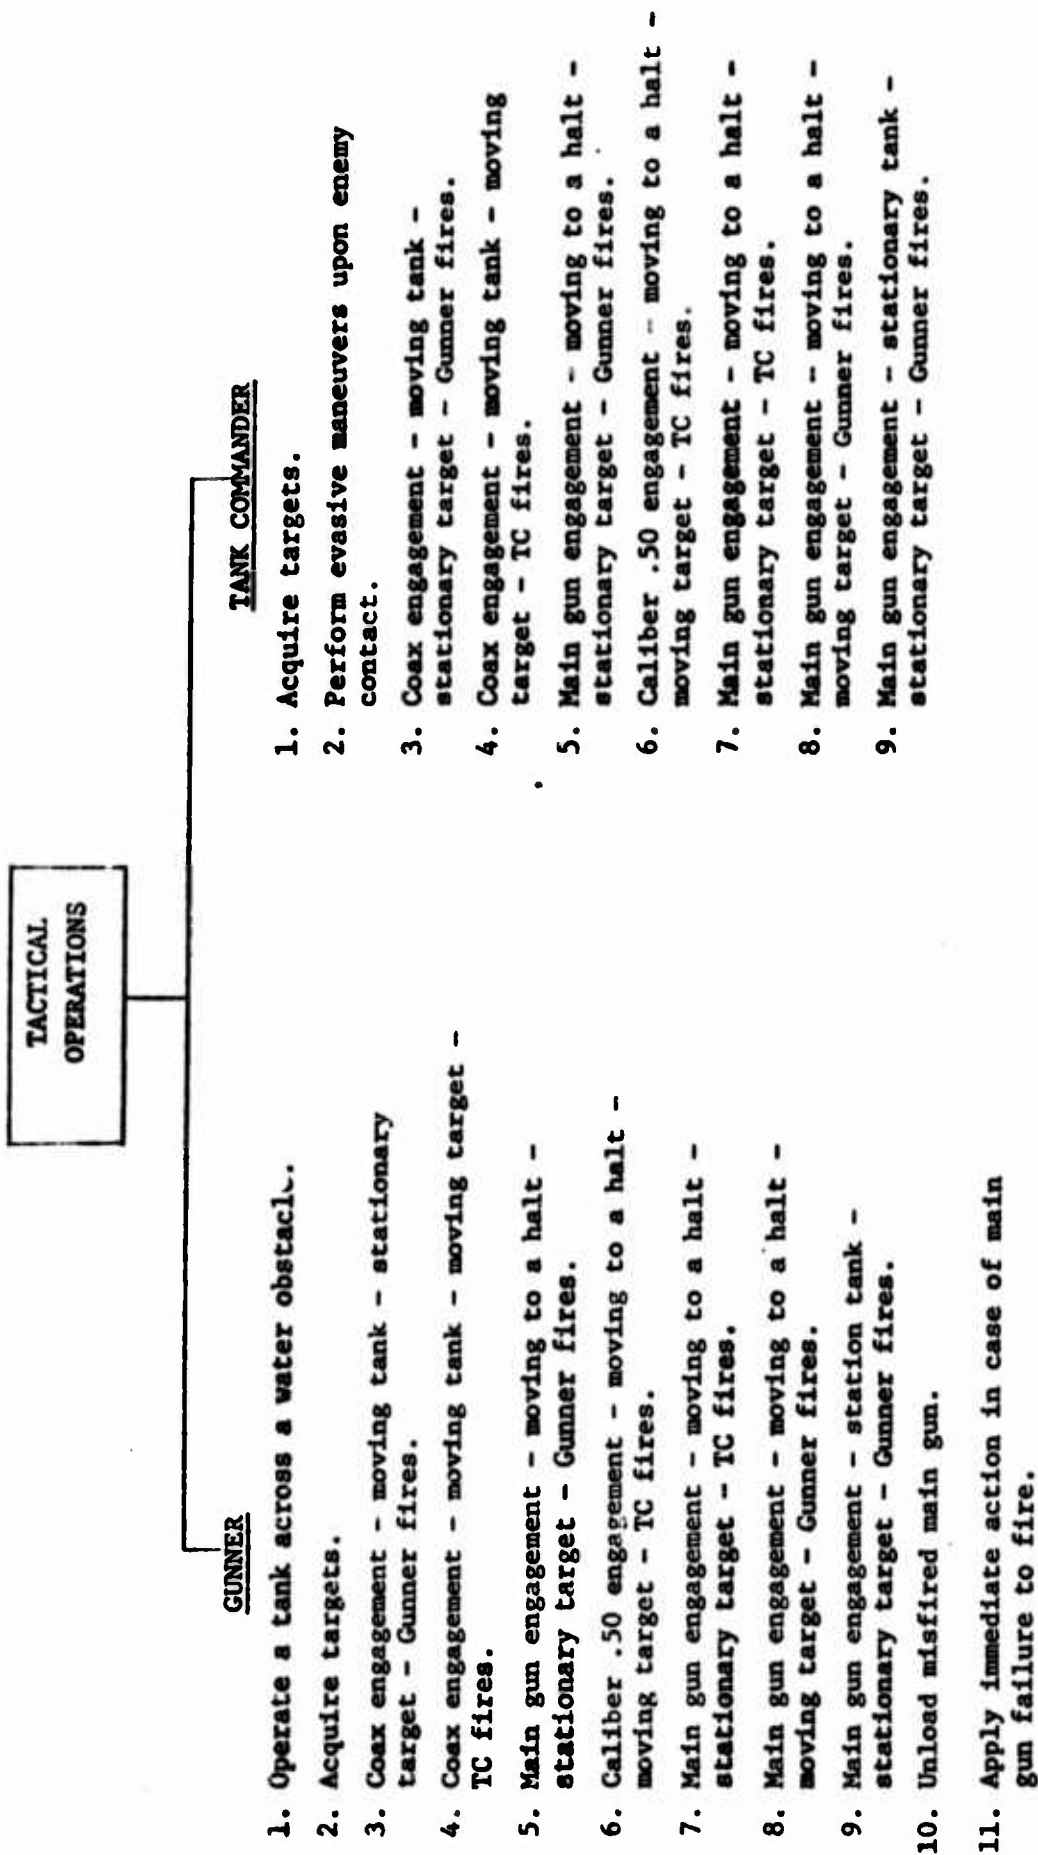 TACTICAL
OPERATIONS
GUNNER
1. Operate a tank across a water obstacle.
2. Acquire targets.
3. Coax engagement - moving tank - stationary
target - Gunner fires.
4. Coax engagement - moving tank - moving target -
TC fires.
5. Main gun engagement - moving to a halt -
stationary target - Gunner fires.
6. Caliber .50 engagement - moving to a halt -
moving target - TC fires.
7. Main gun engagement - moving to a halt -
stationary target - TC fires.
8. Main gun engagement - moving to a halt -
moving target - Gunner fires.
9. Main gun engagement - station tank -
stationary target - Gunner fires.
10. Unload misfired main gun.
11. Apply immediate action in case of main
gun failure to fire.
TANK COMMANDER
1. Acquire targets.
2. Perform evasive maneuvers upon enemy
contact.
3. Coax engagement - moving tank -
stationary target - Gunner fires.
4. Coax engagement - moving tank - moving
target - TC fires.
5. Main gun engagement - moving to a halt -
stationary target - Gunner fires.
6. Caliber .50 engagement - moving to a halt -
moving target - TC fires.
7. Main gun engagement - moving to a halt -
stationary target - TC fires.
8. Main gun engagement - moving to a halt -
moving target - Gunner fires.
9. Main gun engagement - stationary tank -
stationary target - Gunner fires.